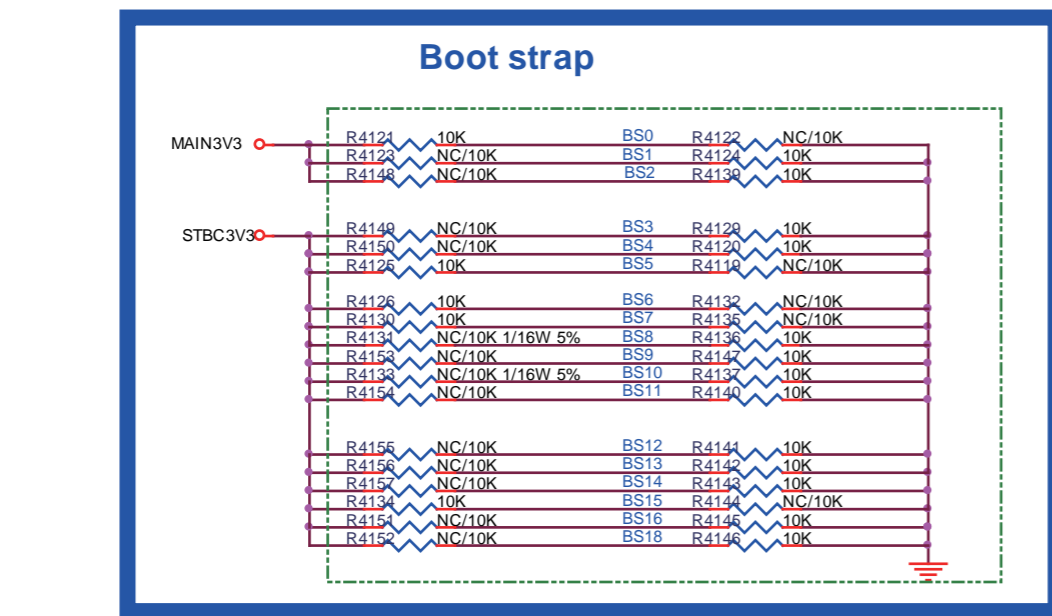 Boot strap
MAIN3V3 R4121 10K BS0 R4122 NC/10K
R4123 NC/10K BS1 R4124 10K
R4148 NC/10K BS2 R4139 10K
STBC3V3 R4149 NC/10K BS3 R4129 10K
R4150 NC/10K BS4 R4120 10K
R4125 10K BS5 R4119 NC/10K
R4126 10K BS6 R4132 NC/10K
R4130 10K BS7 R4135 NC/10K
R4131 NC/10K 1/16W 5% BS8 R4136 10K
R4153 NC/10K BS9 R4147 10K
R4133 NC/10K 1/16W 5% BS10 R4137 10K
R4154 NC/10K BS11 R4140 10K
R4155 NC/10K BS12 R4141 10K
R4156 NC/10K BS13 R4142 10K
R4157 NC/10K BS14 R4143 10K
R4134 10K BS15 R4144 NC/10K
R4151 NC/10K BS16 R4145 10K
R4152 NC/10K BS18 R4146 10K